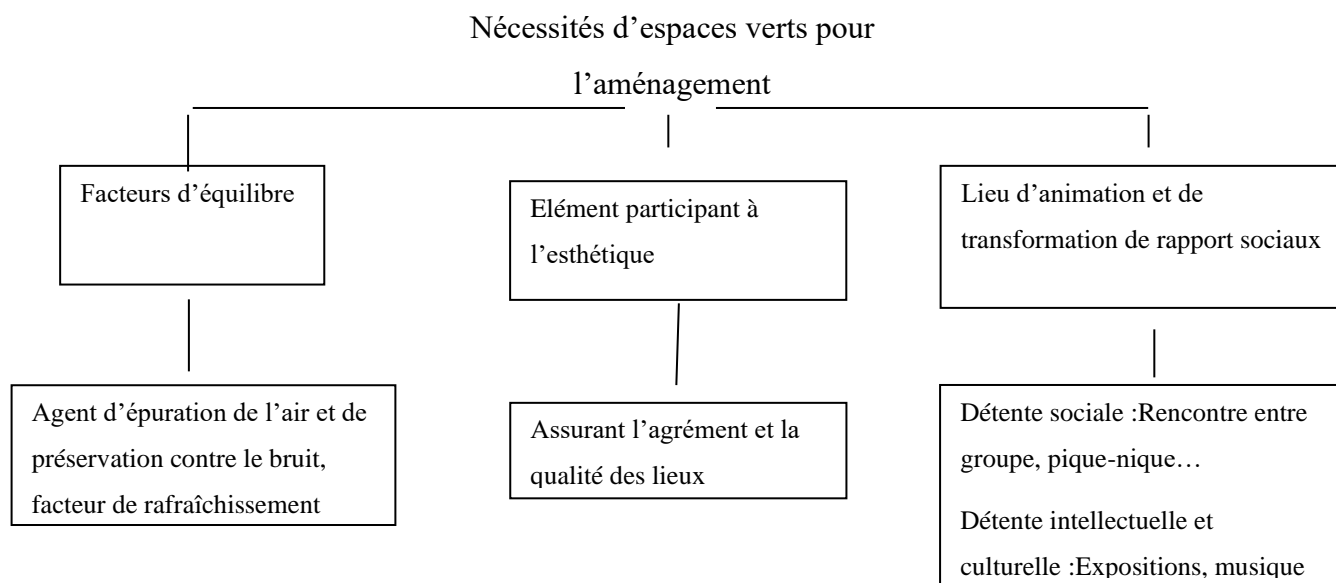 Nécessités d’espaces verts pour
l’aménagement
Facteurs d’équilibre
Elément participant à
l’esthétique
Lieu d’animation et de
transformation de rapport sociaux
Agent d’épuration de l’air et de
préservation contre le bruit,
facteur de rafraîchissement
Assurant l’agrément et la
qualité des lieux
Détente sociale :Rencontre entre
groupe, pique-nique…
Détente intellectuelle et
culturelle :Expositions, musique